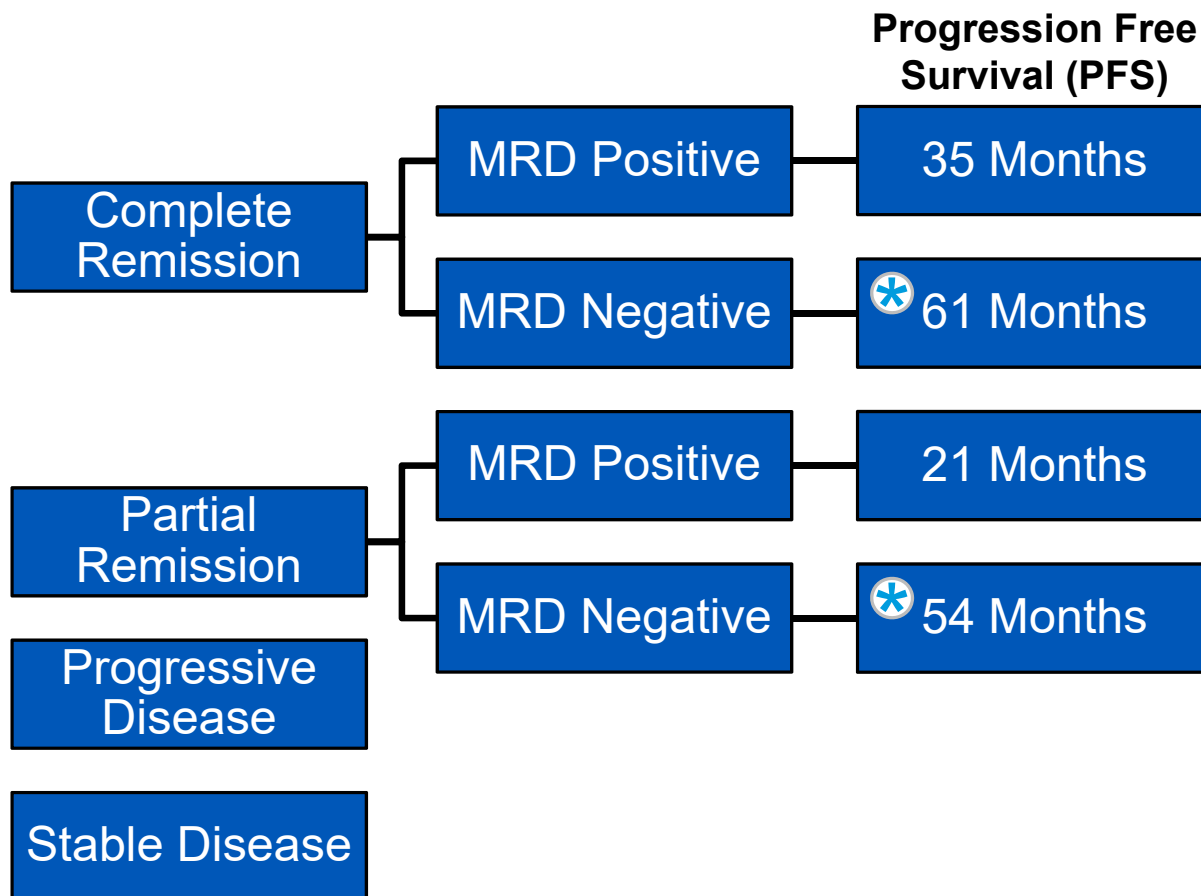 Progression Free
Survival (PFS)
Complete
Remission
MRD Positive
35 Months
MRD Negative
* 61 Months
Partial
Remission
MRD Positive
21 Months
MRD Negative
* 54 Months
Progressive
Disease
Stable Disease